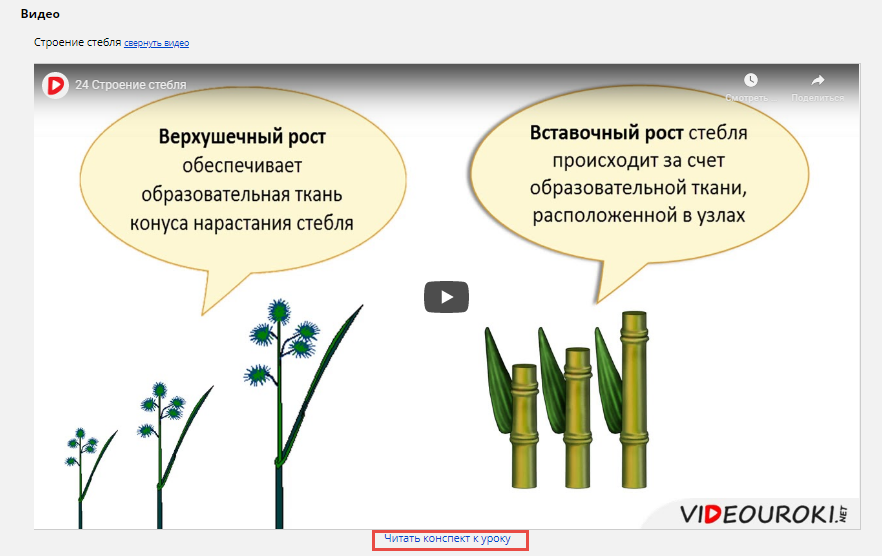 Видео
Строение стебля свернуть видео
24 Строение стебля
Смотреть...
Поделиться
Верхушечный рост
обеспечивает
образовательная ткань
конуса нарастания стебля
Вставочный рост стебля
происходит за счет
образовательной ткани,
расположенной в узлах
VIDEOUROKI.NET
Читать конспект к уроку